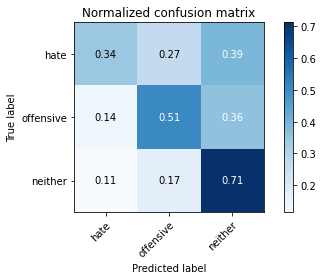 Normalized confusion matrix
True label
hate
offensive
neither
0.34 0.27 0.39
0.14 0.51 0.36
0.11 0.17 0.71
hate offensive neither
Predicted label
0.7
0.6
0.5
0.4
0.3
0.2